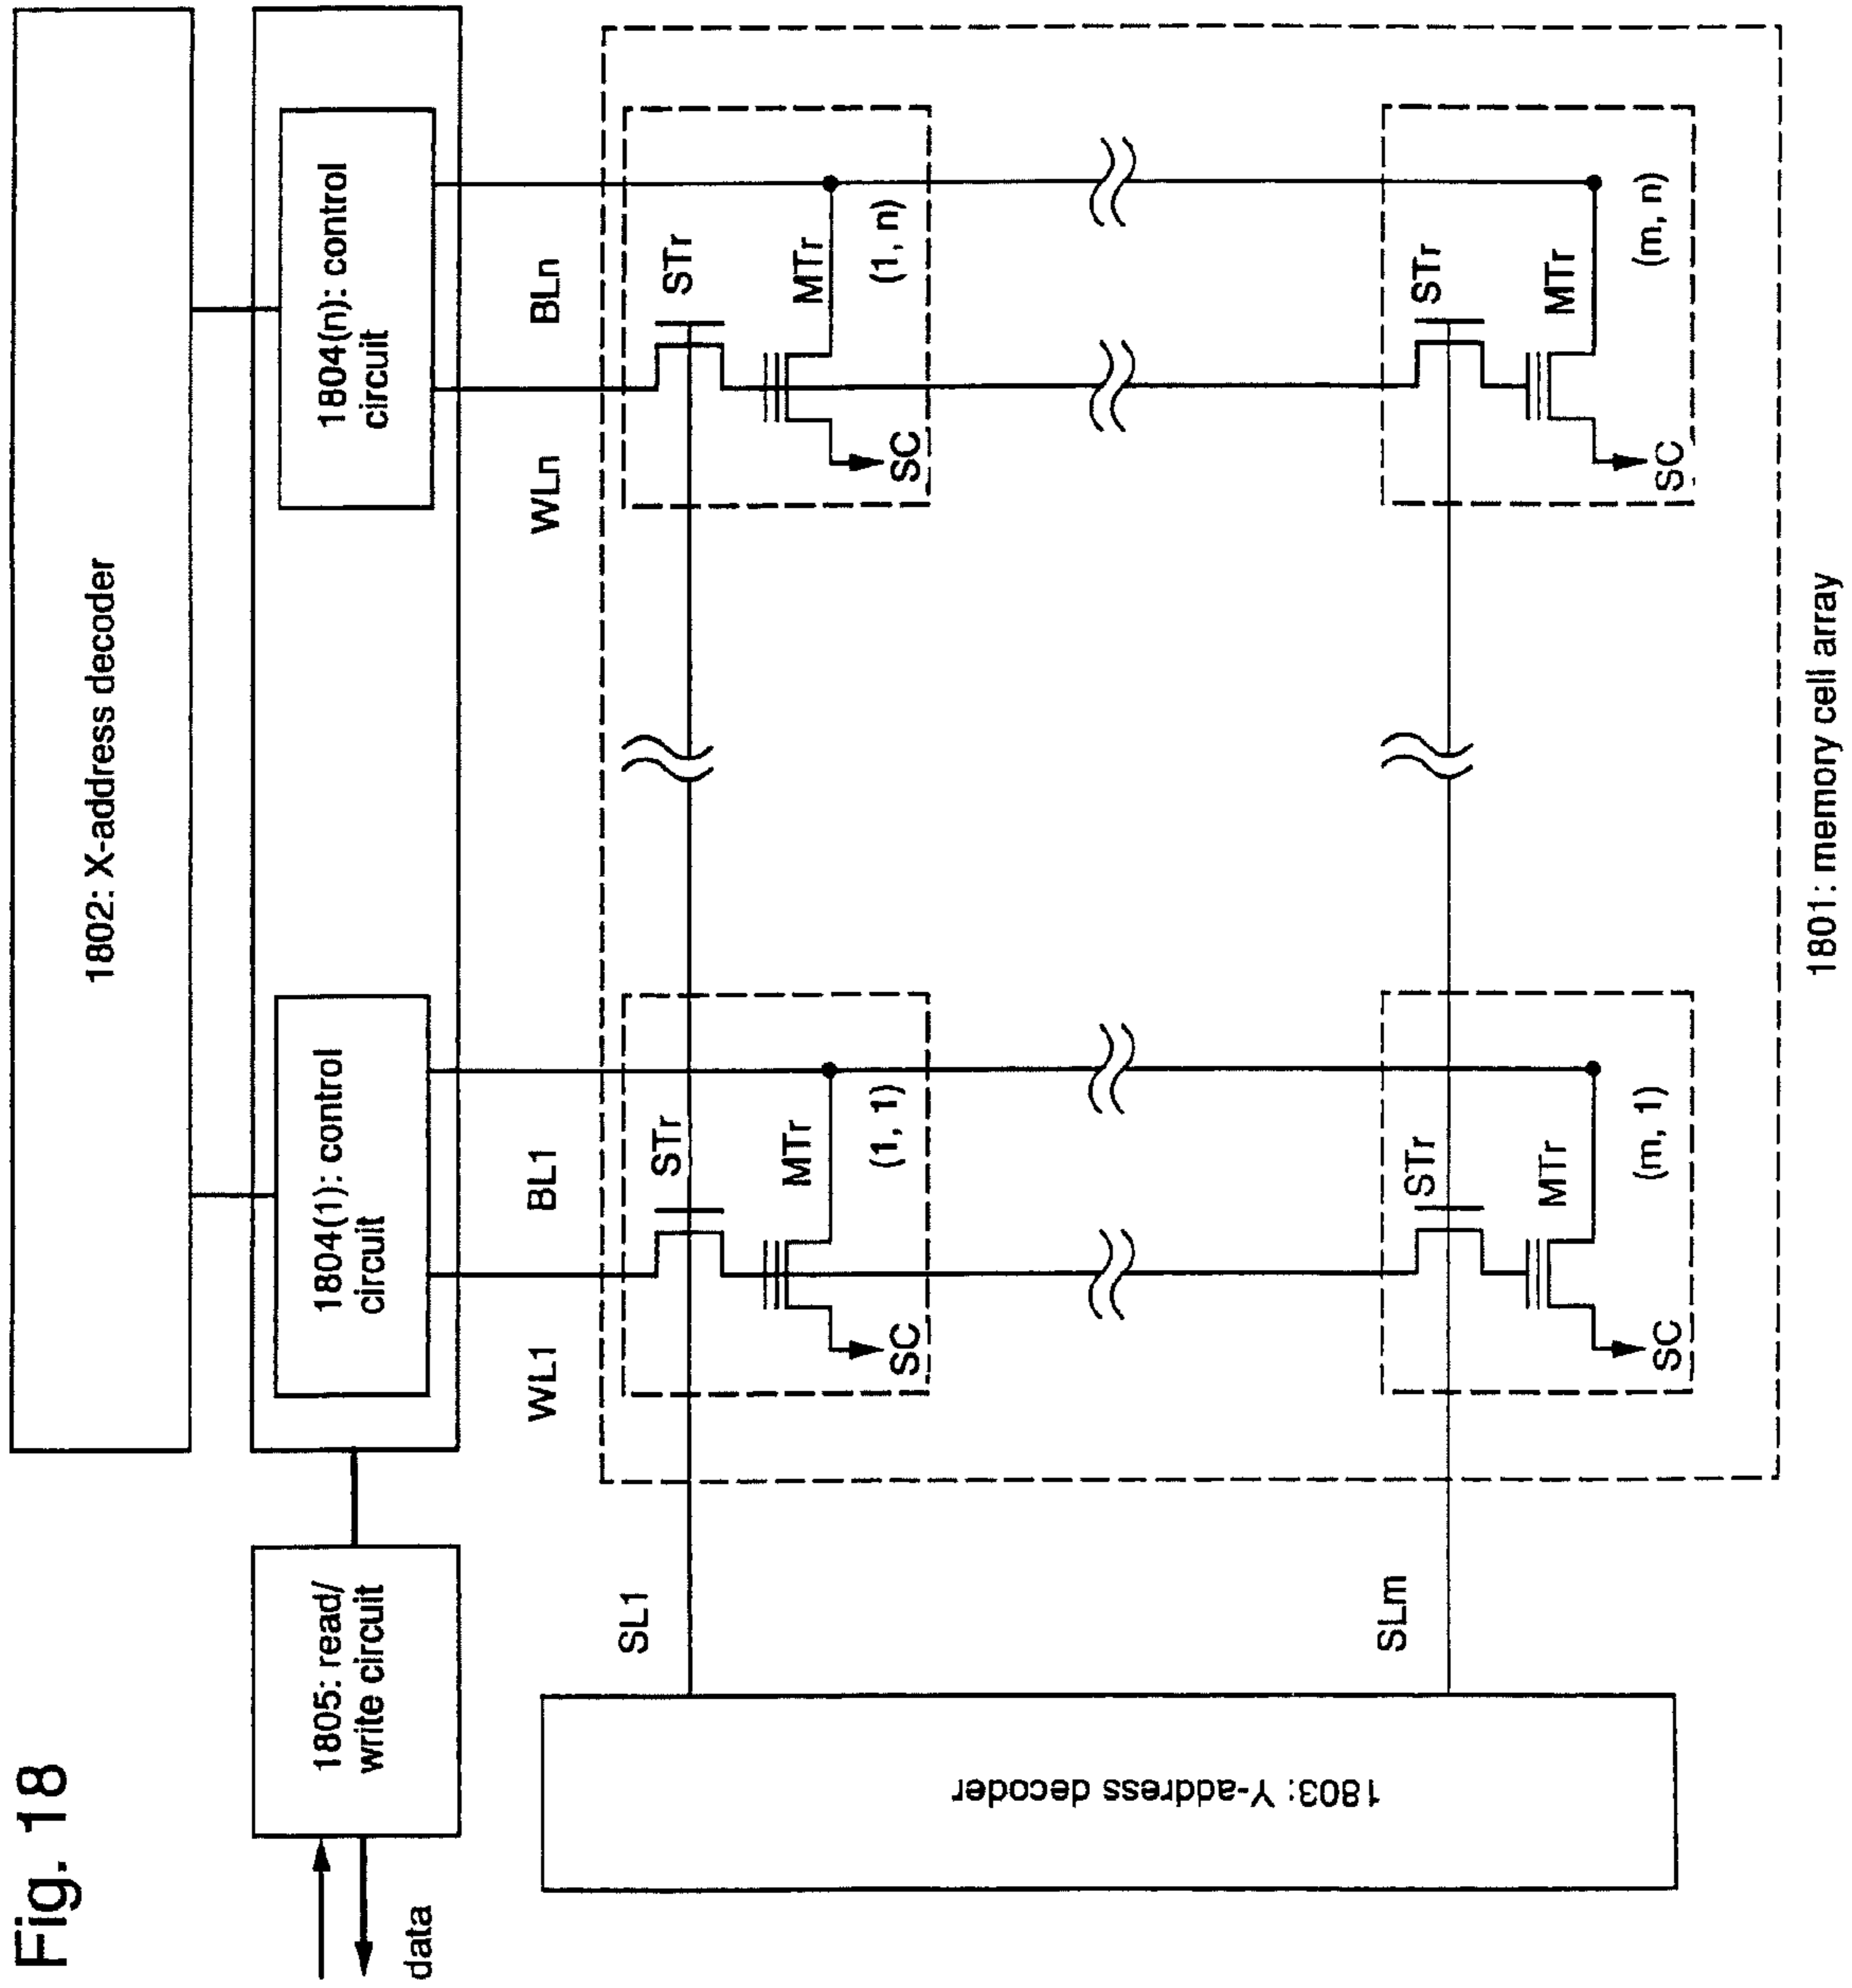 Fig. 18
1802: X-address decoder
1805: read/
write circuit
data
1804(1): control
circuit
1804(n): control
circuit
WL1
BL1
WLn
BLn
1803: Y-address decoder
SL1
SLm
STr
MTr
(1, 1)
SC
STr
MTr
(1, n)
SC
STr
MTr
(m, 1)
SC
STr
MTr
(m, n)
SC
1801: memory cell array